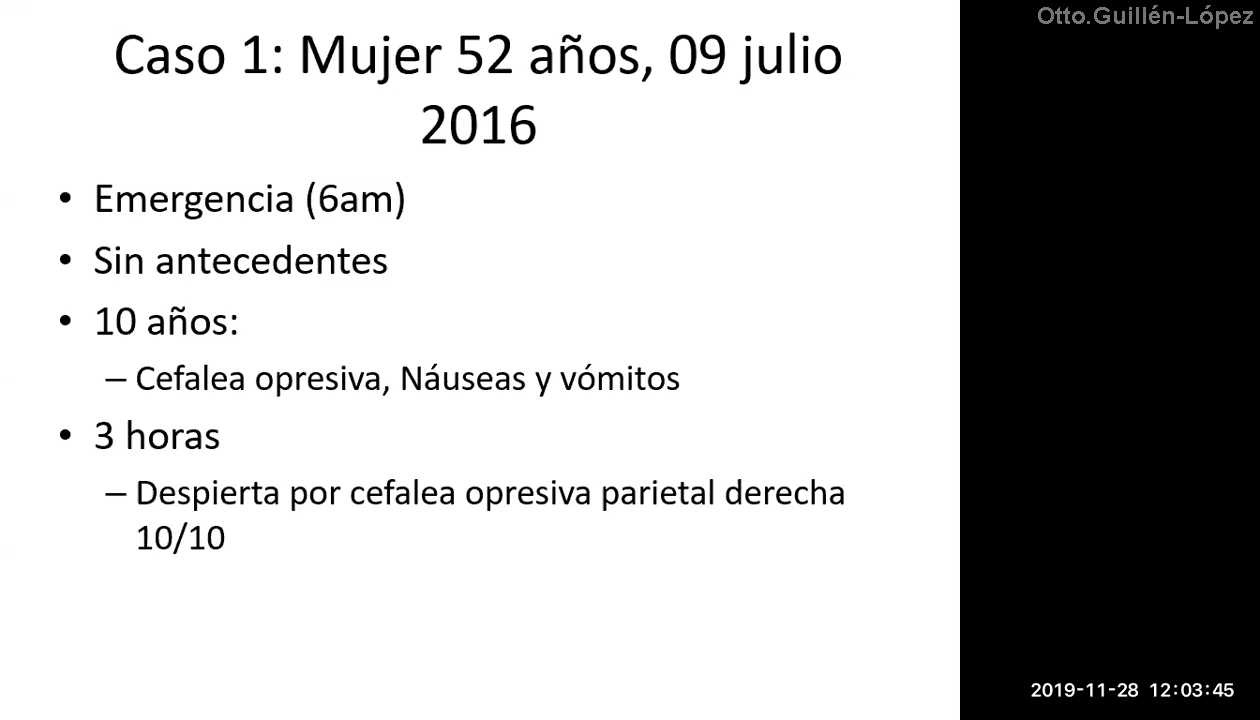 Otto.Guillén-López
Caso 1: Mujer 52 años, 09 julio
2016
• Emergencia (6am)
• Sin antecedentes
• 10 años:
– Cefalea opresiva, Náuseas y vómitos
• 3 horas
– Despierta por cefalea opresiva parietal derecha
10/10
2019-11-28 12:03:45